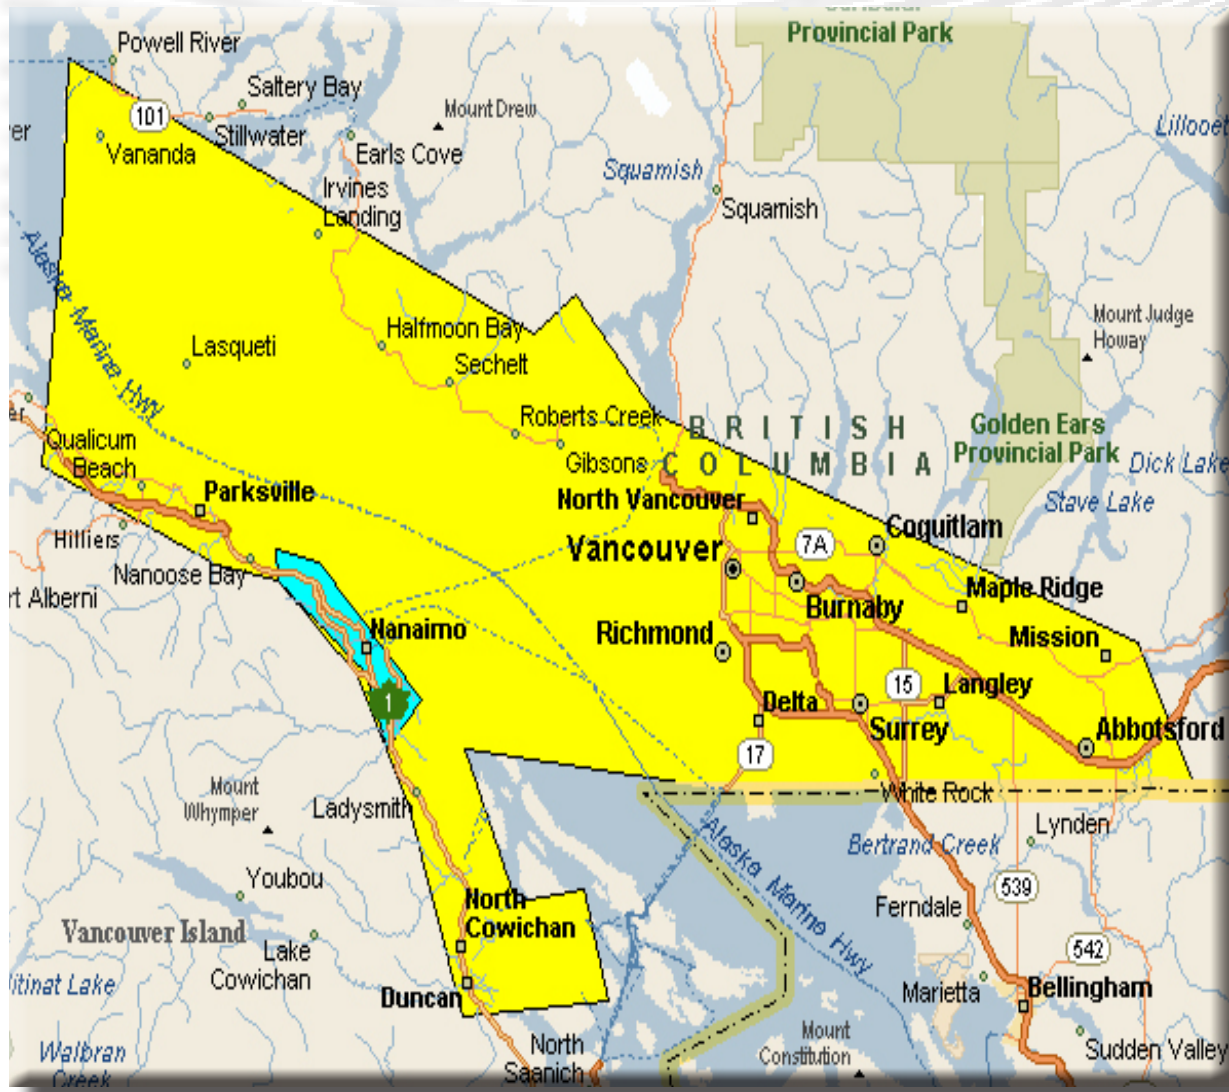 Powell River
Provincial Park
Saltery Bay
Mount Drew
101
Stillwater
Lillooet
er
Vananda
Earls Cove
Squamish
Irvines
Landing
Squamish
Alaska Marine Hwy
Mount Judge
Howay
Halfmoon Bay
Lasqueti
Sechelt
er
Roberts Creek
BRITISH
COLUMBIA
Golden Ears
Provincial Park
Qualicum
Beach
Gibsons
Dick Lake
Parksville
North Vancouver
Stave Lake
Hilliers
Coquitlam
7A
Vancouver
Nanoose Bay
rt Alberni
Maple Ridge
Burnaby
Nanaimo
Richmond
Mission
15
Langley
1
Delta
Surrey
Abbotsford
17
Mount
Whymper
Ladysmith
White Rock
Alaska Marine Hwy
Lynden
Bertrand Creek
Youbou
539
North
Cowichan
Ferndale
Vancouver Island
Lake
Cowichan
542
itinat Lake
Duncan
Marietta
Bellingham
Mount
Constitution
North
Saanich
Walbran
Creek
Sudden Valley